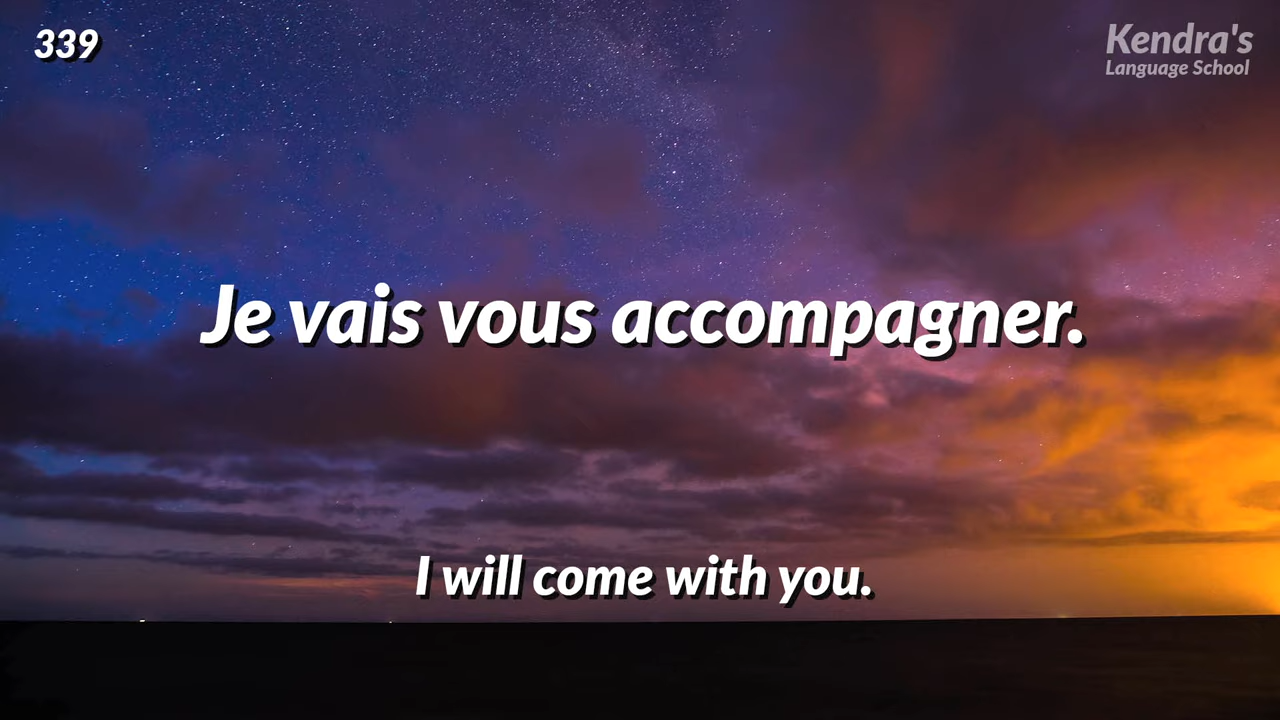 339
Kendra's
Language School
Je vais vous accompagner.
I will come with you.